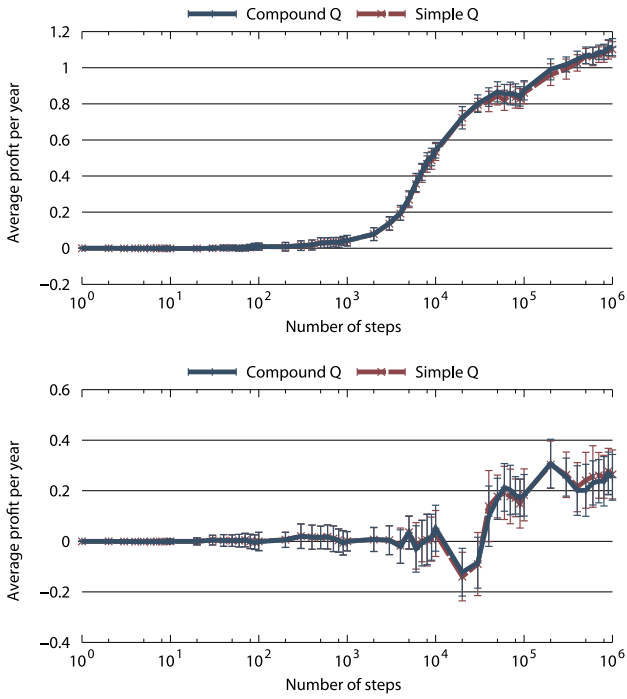 Compound Q Simple Q
1.2
1
0.8
0.6
0.4
0.2
0
−0.2
Average profit per year
10^0 10^1 10^2 10^3 10^4 10^5 10^6
Number of steps
Compound Q Simple Q
0.6
0.4
0.2
0
−0.2
−0.4
Average profit per year
10^0 10^1 10^2 10^3 10^4 10^5 10^6
Number of steps